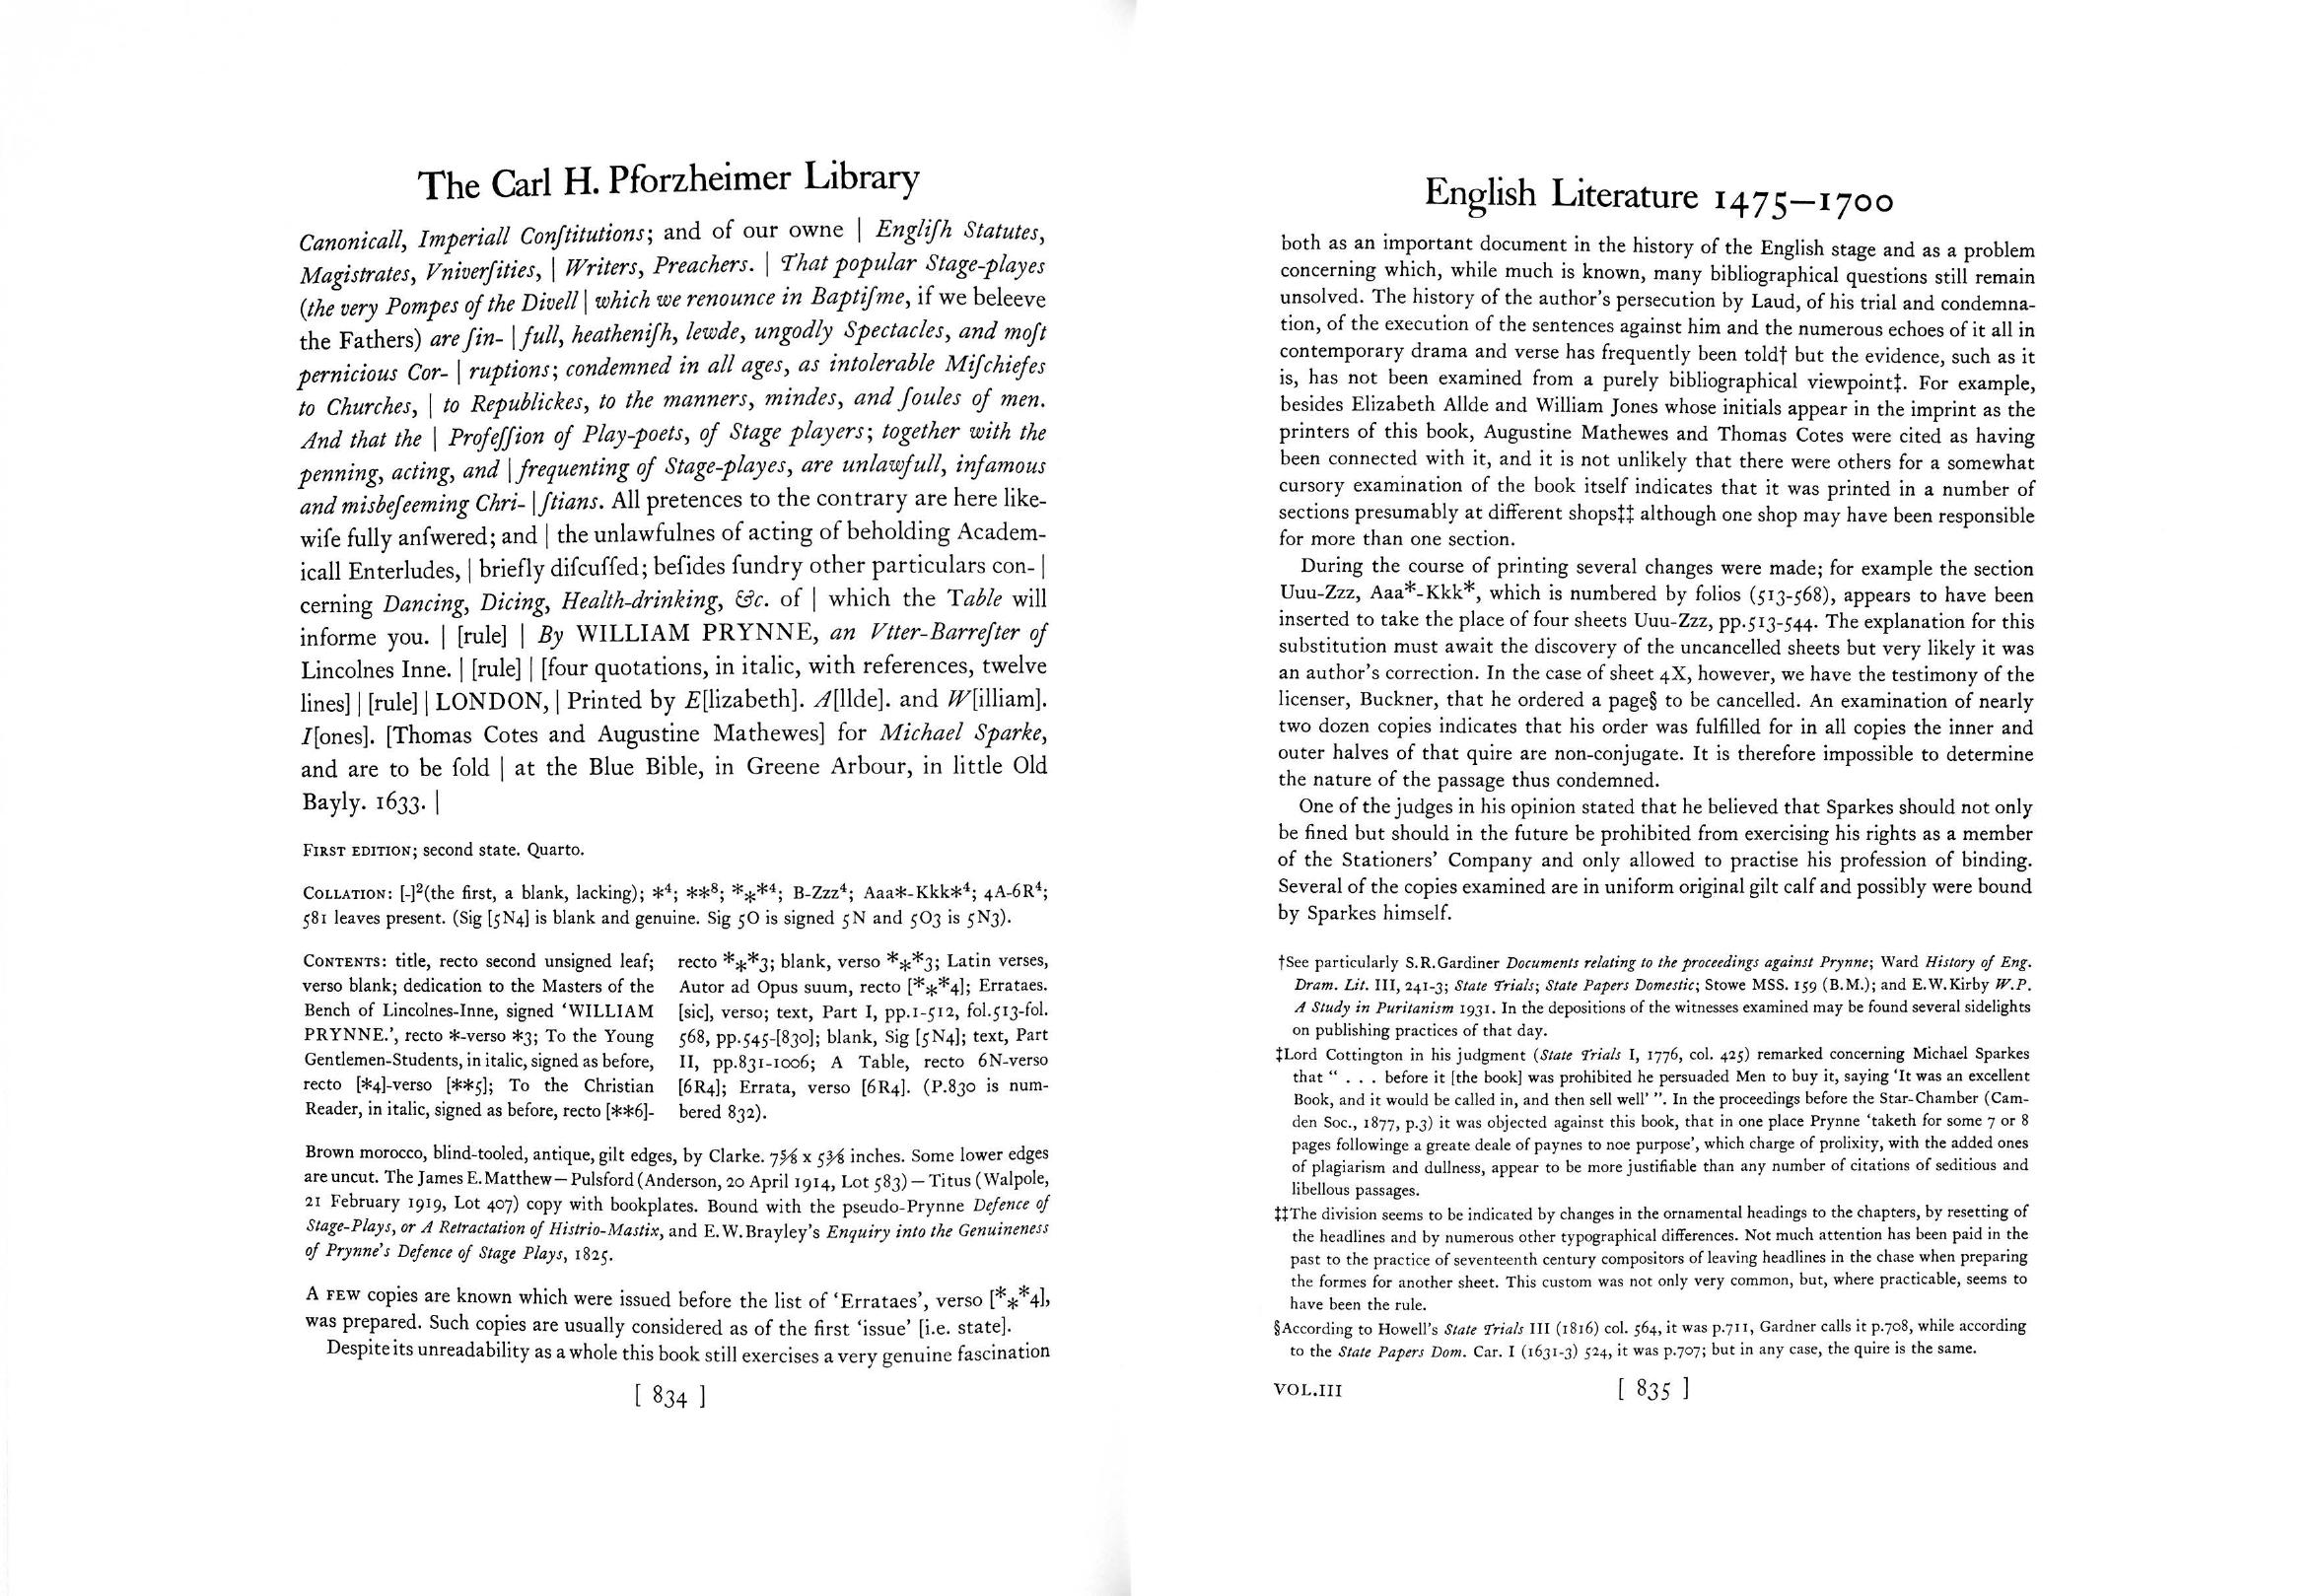 The Carl H. Pforzheimer Library
Canonicall, Imperiall Conſtitutions; and of our owne | Engliſh Statutes,
Magistrates, Vniverſities, | Writers, Preachers. | That popular Stage-playes
(the very Pompes of the Divell | which we renounce in Baptiſme, if we beleeve
the Fathers) are ſin- | full, heatheniſh, lewde, ungodly Spectacles, and moſt
pernicious Cor- | ruptions; condemned in all ages, as intolerable Miſchiefes
to Churches, | to Republickes, to the manners, mindes, and ſoules of men.
And that the | Profeſſion of Play-poets, of Stage players; together with the
penning, acting, and | frequenting of Stage-playes, are unlawfull, infamous
and misbeſeeming Chri- | ſtians. All pretences to the contrary are here like-
wiſe fully anſwered; and | the unlawfulnes of acting of beholding Academ-
icall Enterludes, | briefly diſcuſſed; beſides ſundry other particulars con- |
cerning Dancing, Dicing, Health-drinking, &c. of | which the Table will
informe you. | [rule] | By WILLIAM PRYNNE, an Vtter-Barreſter of
Lincolnes Inne. | [rule] | [four quotations, in italic, with references, twelve
lines] | [rule] | LONDON, | Printed by E[lizabeth]. A[llde]. and W[illiam].
I[ones]. [Thomas Cotes and Augustine Mathewes] for Michael Sparke,
and are to be ſold | at the Blue Bible, in Greene Arbour, in little Old
Bayly. 1633. |
FIRST EDITION; second state. Quarto.
COLLATION: [-]²(the first, a blank, lacking); *⁴; **⁸; ***⁴; B-Zzz⁴; Aaa*-Kkk*⁴; 4A-6R⁴;
581 leaves present. (Sig [5N4] is blank and genuine. Sig 5O is signed 5N and 5O3 is 5N3).
CONTENTS: title, recto second unsigned leaf;
verso blank; dedication to the Masters of the
Bench of Lincolnes-Inne, signed ‘WILLIAM
PRYNNE.’, recto *-verso *3; To the Young
Gentlemen-Students, in italic, signed as before,
recto [*4]-verso [**5]; To the Christian
Reader, in italic, signed as before, recto [**6]-
recto ***3; blank, verso ***3; Latin verses,
Autor ad Opus suum, recto [***4]; Errataes.
[sic], verso; text, Part I, pp.1-512, fol.513-fol.
568, pp.545-[830]; blank, Sig [5N4]; text, Part
II, pp.831-1006; A Table, recto 6N-verso
[6R4]; Errata, verso [6R4]. (P.830 is num-
bered 832).
Brown morocco, blind-tooled, antique, gilt edges, by Clarke. 7⅝ x 5⅜ inches. Some lower edges
are uncut. The James E. Matthew—Pulsford (Anderson, 20 April 1914, Lot 583) — Titus (Walpole,
21 February 1919, Lot 407) copy with bookplates. Bound with the pseudo-Prynne Defence of
Stage-Plays, or A Retractation of Histrio-Mastix, and E.W.Brayley’s Enquiry into the Genuineness
of Prynne’s Defence of Stage Plays, 1825.
A FEW copies are known which were issued before the list of ‘Errataes’, verso [***4],
was prepared. Such copies are usually considered as of the first ‘issue’ [i.e. state].
Despite its unreadability as a whole this book still exercises a very genuine fascination
[ 834 ]
English Literature 1475—1700
both as an important document in the history of the English stage and as a problem
concerning which, while much is known, many bibliographical questions still remain
unsolved. The history of the author’s persecution by Laud, of his trial and condemna-
tion, of the execution of the sentences against him and the numerous echoes of it all in
contemporary drama and verse has frequently been told† but the evidence, such as it
is, has not been examined from a purely bibliographical viewpoint‡. For example,
besides Elizabeth Allde and William Jones whose initials appear in the imprint as the
printers of this book, Augustine Mathewes and Thomas Cotes were cited as having
been connected with it, and it is not unlikely that there were others for a somewhat
cursory examination of the book itself indicates that it was printed in a number of
sections presumably at different shops‡‡ although one shop may have been responsible
for more than one section.
During the course of printing several changes were made; for example the section
Uuu-Zzz, Aaa*-Kkk*, which is numbered by folios (513-568), appears to have been
inserted to take the place of four sheets Uuu-Zzz, pp.513-544. The explanation for this
substitution must await the discovery of the uncancelled sheets but very likely it was
an author’s correction. In the case of sheet 4X, however, we have the testimony of the
licenser, Buckner, that he ordered a page§ to be cancelled. An examination of nearly
two dozen copies indicates that his order was fulfilled for in all copies the inner and
outer halves of that quire are non-conjugate. It is therefore impossible to determine
the nature of the passage thus condemned.
One of the judges in his opinion stated that he believed that Sparkes should not only
be fined but should in the future be prohibited from exercising his rights as a member
of the Stationers’ Company and only allowed to practise his profession of binding.
Several of the copies examined are in uniform original gilt calf and possibly were bound
by Sparkes himself.
†See particularly S.R.Gardiner Documents relating to the proceedings against Prynne; Ward History of Eng.
Dram. Lit. III, 241-3; State Trials; State Papers Domestic; Stowe MSS. 159 (B.M.); and E.W.Kirby W.P.
A Study in Puritanism 1931. In the depositions of the witnesses examined may be found several sidelights
on publishing practices of that day.
‡Lord Cottington in his judgment (State Trials I, 1776, col. 425) remarked concerning Michael Sparkes
that “ . . . before it [the book] was prohibited he persuaded Men to buy it, saying ‘It was an excellent
Book, and it would be called in, and then sell well’ ”. In the proceedings before the Star-Chamber (Cam-
den Soc., 1877, p.3) it was objected against this book, that in one place Prynne ‘taketh for some 7 or 8
pages followinge a greate deale of paynes to noe purpose’, which charge of prolixity, with the added ones
of plagiarism and dullness, appear to be more justifiable than any number of citations of seditious and
libellous passages.
‡‡The division seems to be indicated by changes in the ornamental headings to the chapters, by resetting of
the headlines and by numerous other typographical differences. Not much attention has been paid in the
past to the practice of seventeenth century compositors of leaving headlines in the chase when preparing
the formes for another sheet. This custom was not only very common, but, where practicable, seems to
have been the rule.
§According to Howell’s State Trials III (1816) col. 564, it was p.711, Gardner calls it p.708, while according
to the State Papers Dom. Car. I (1631-3) 524, it was p.707; but in any case, the quire is the same.
VOL.III
[ 835 ]